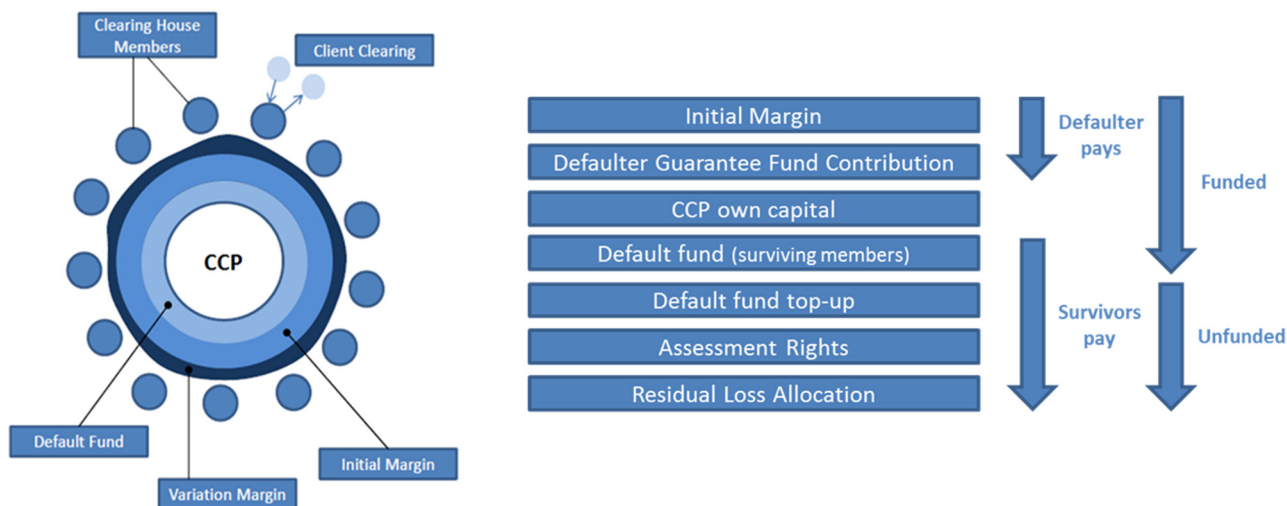 Clearing House
Members
Client Clearing
CCP
Default Fund
Variation Margin
Initial Margin
Initial Margin
Defaulter Guarantee Fund Contribution
CCP own capital
Default fund (surviving members)
Default fund top-up
Assessment Rights
Residual Loss Allocation
Defaulter
pays
Survivors
pay
Funded
Unfunded